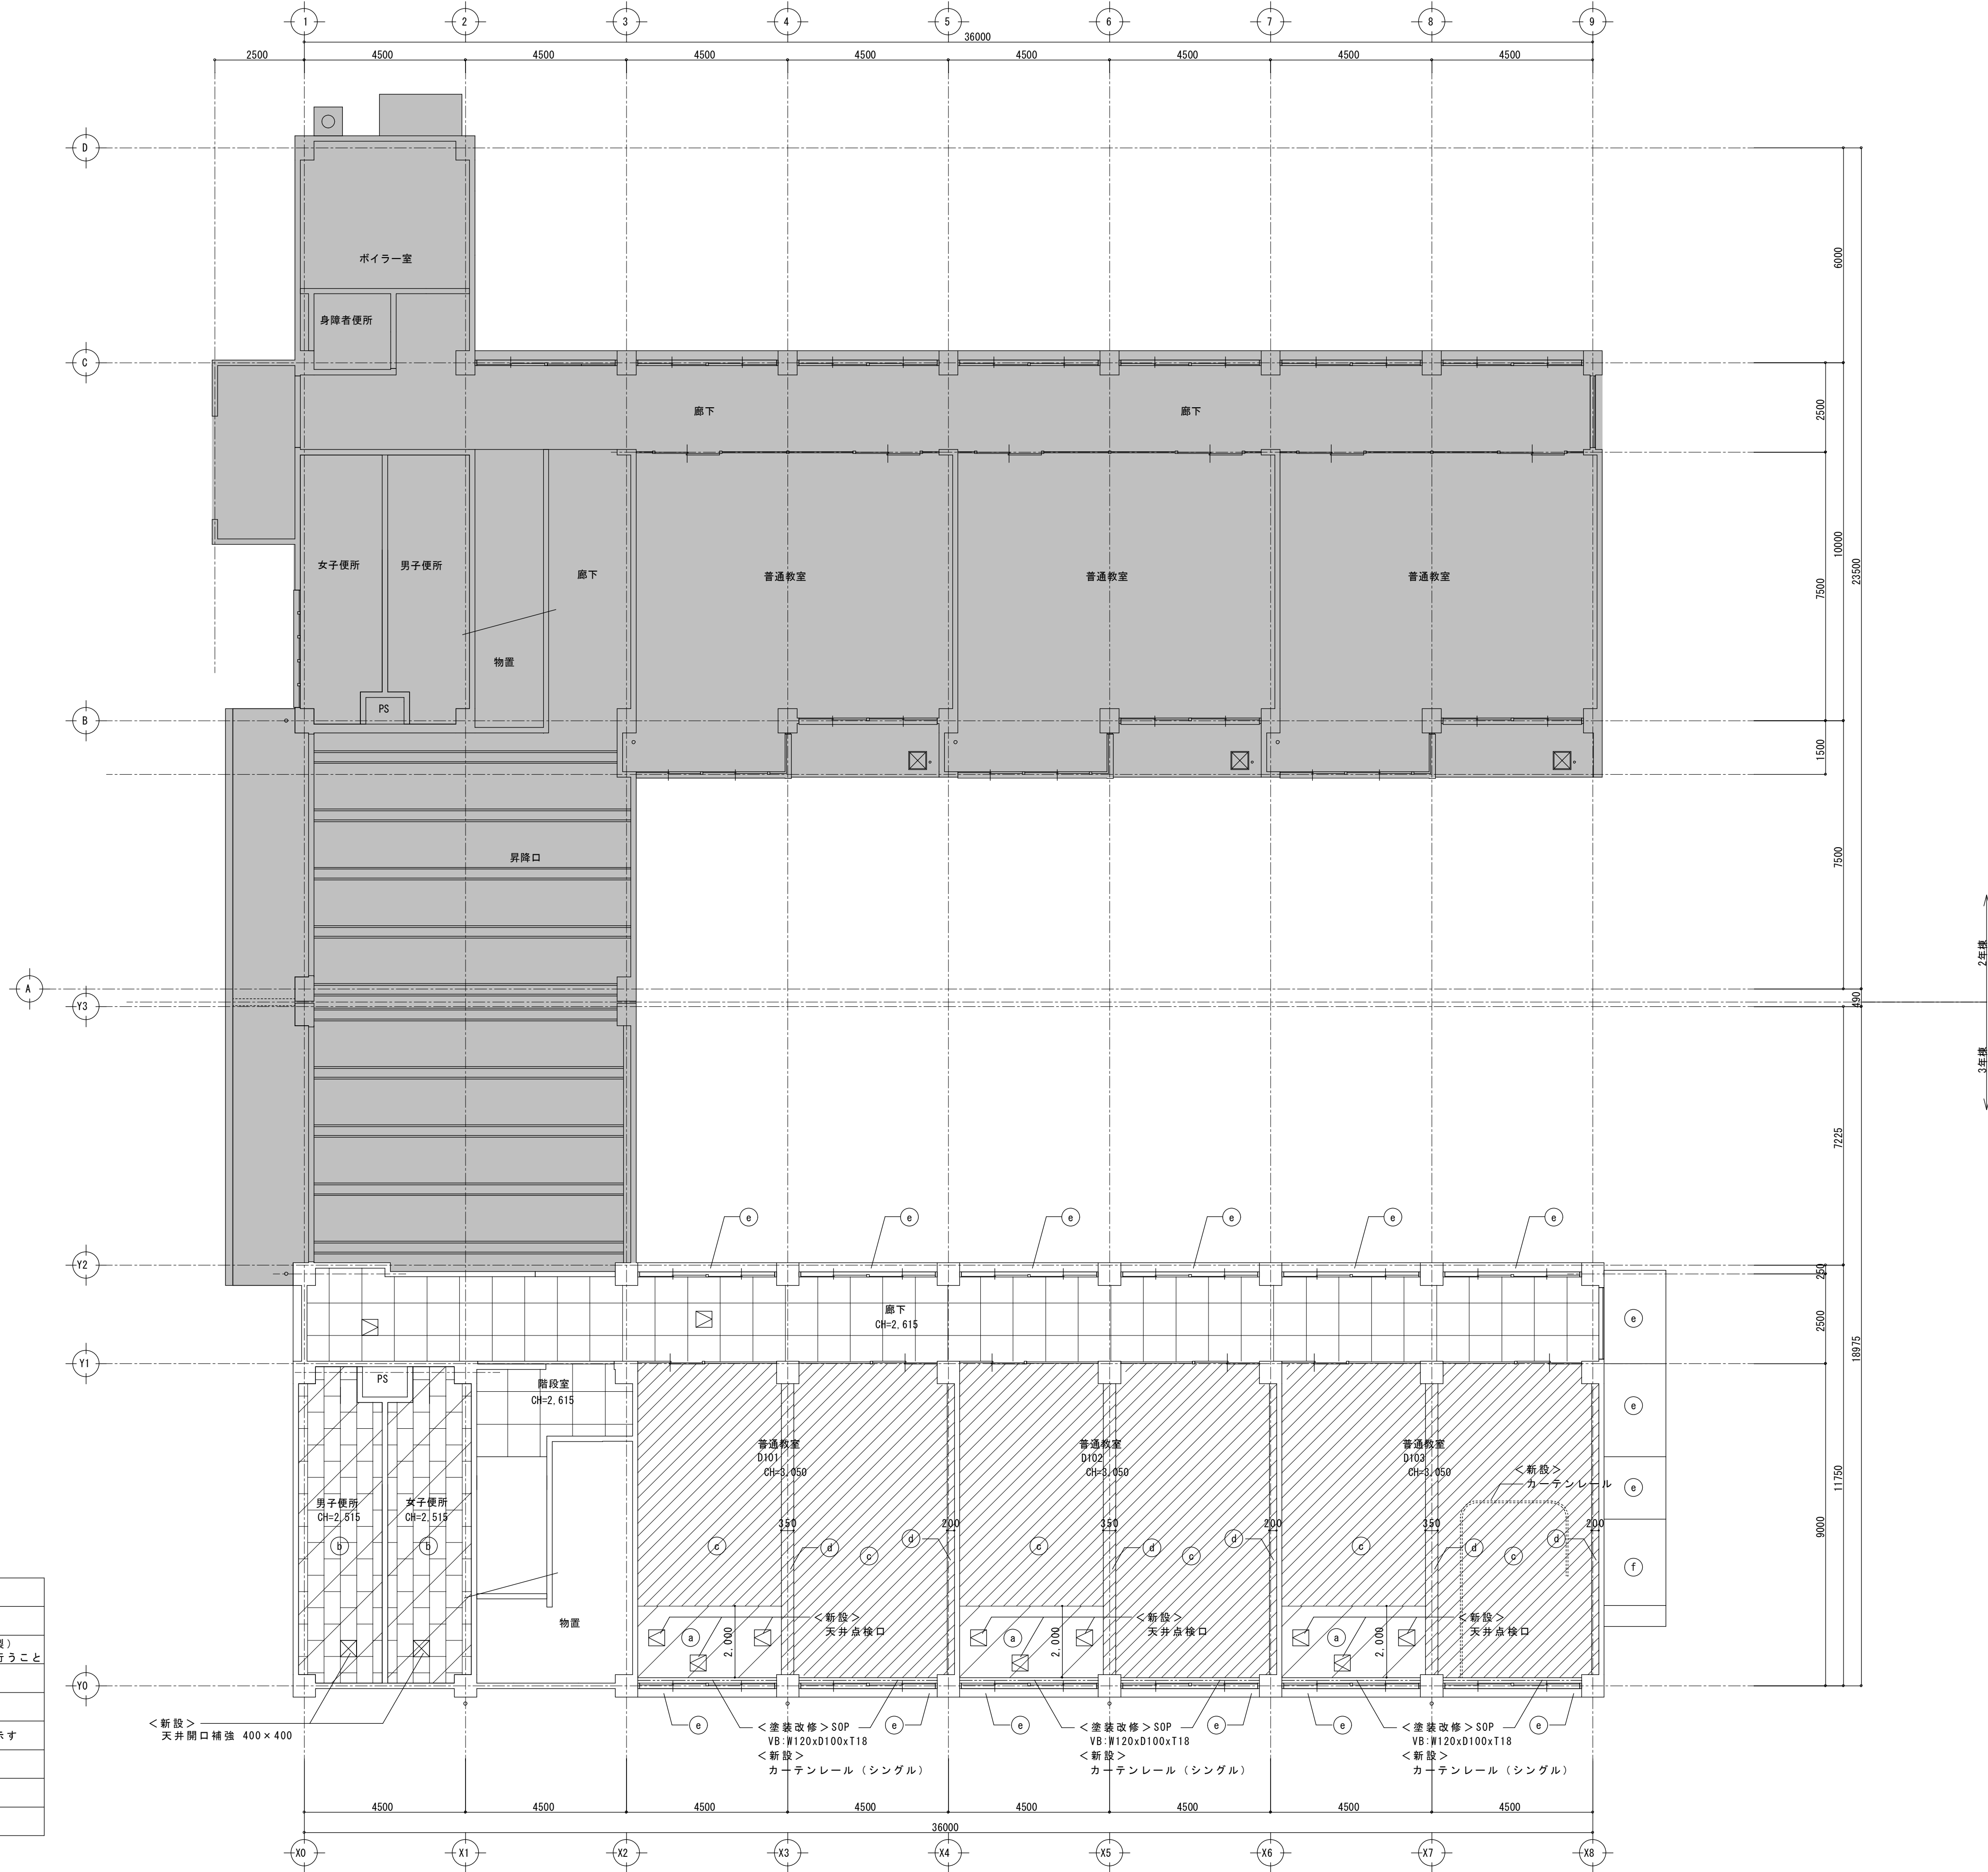 1 2 3 4 5 6 7 8 9
36000
2500 4500 4500 4500 4500 4500 4500 4500 4500
D
6000
ボイラー室
身障者便所
C
廊下 廊下
2500
女子便所 男子便所
廊下
普通教室 普通教室 普通教室
7500
10000
23500
物置
PS
B
1500
昇降口
7500
2年棟
A
490
Y3
3年棟
7225
e e e e e e
Y2
250
廊下
CH=2,615
e
2500
18975
Y1
PS
階段室
CH=2,615
e
普通教室
D101
CH=3,050
普通教室
D102
CH=3,050
普通教室
D103
CH=3,050
<新設>
カーテンレール
11750
e
男子便所
CH=2,515
女子便所
CH=2,515
350 200 350 200 350 200
9000
b b
c d c d c d c d c d c d
f
<新設>
天井点検口
<新設>
天井点検口
<新設>
天井点検口
物置
a 2,000 a 2,000 a 2,000
行うこと
Y0
<新設>
天井開口補強 400×400
e e e e e e
<塗装改修>SOP
VB:W120xD100xT18
<新設>
カーテンレール(シングル)
<塗装改修>SOP
VB:W120xD100xT18
<新設>
カーテンレール(シングル)
<塗装改修>SOP
VB:W120xD100xT18
<新設>
カーテンレール(シングル)
4500 4500 4500 4500 4500 4500 4500 4500
36000
X0 X1 X2 X3 X4 X5 X6 X7 X8